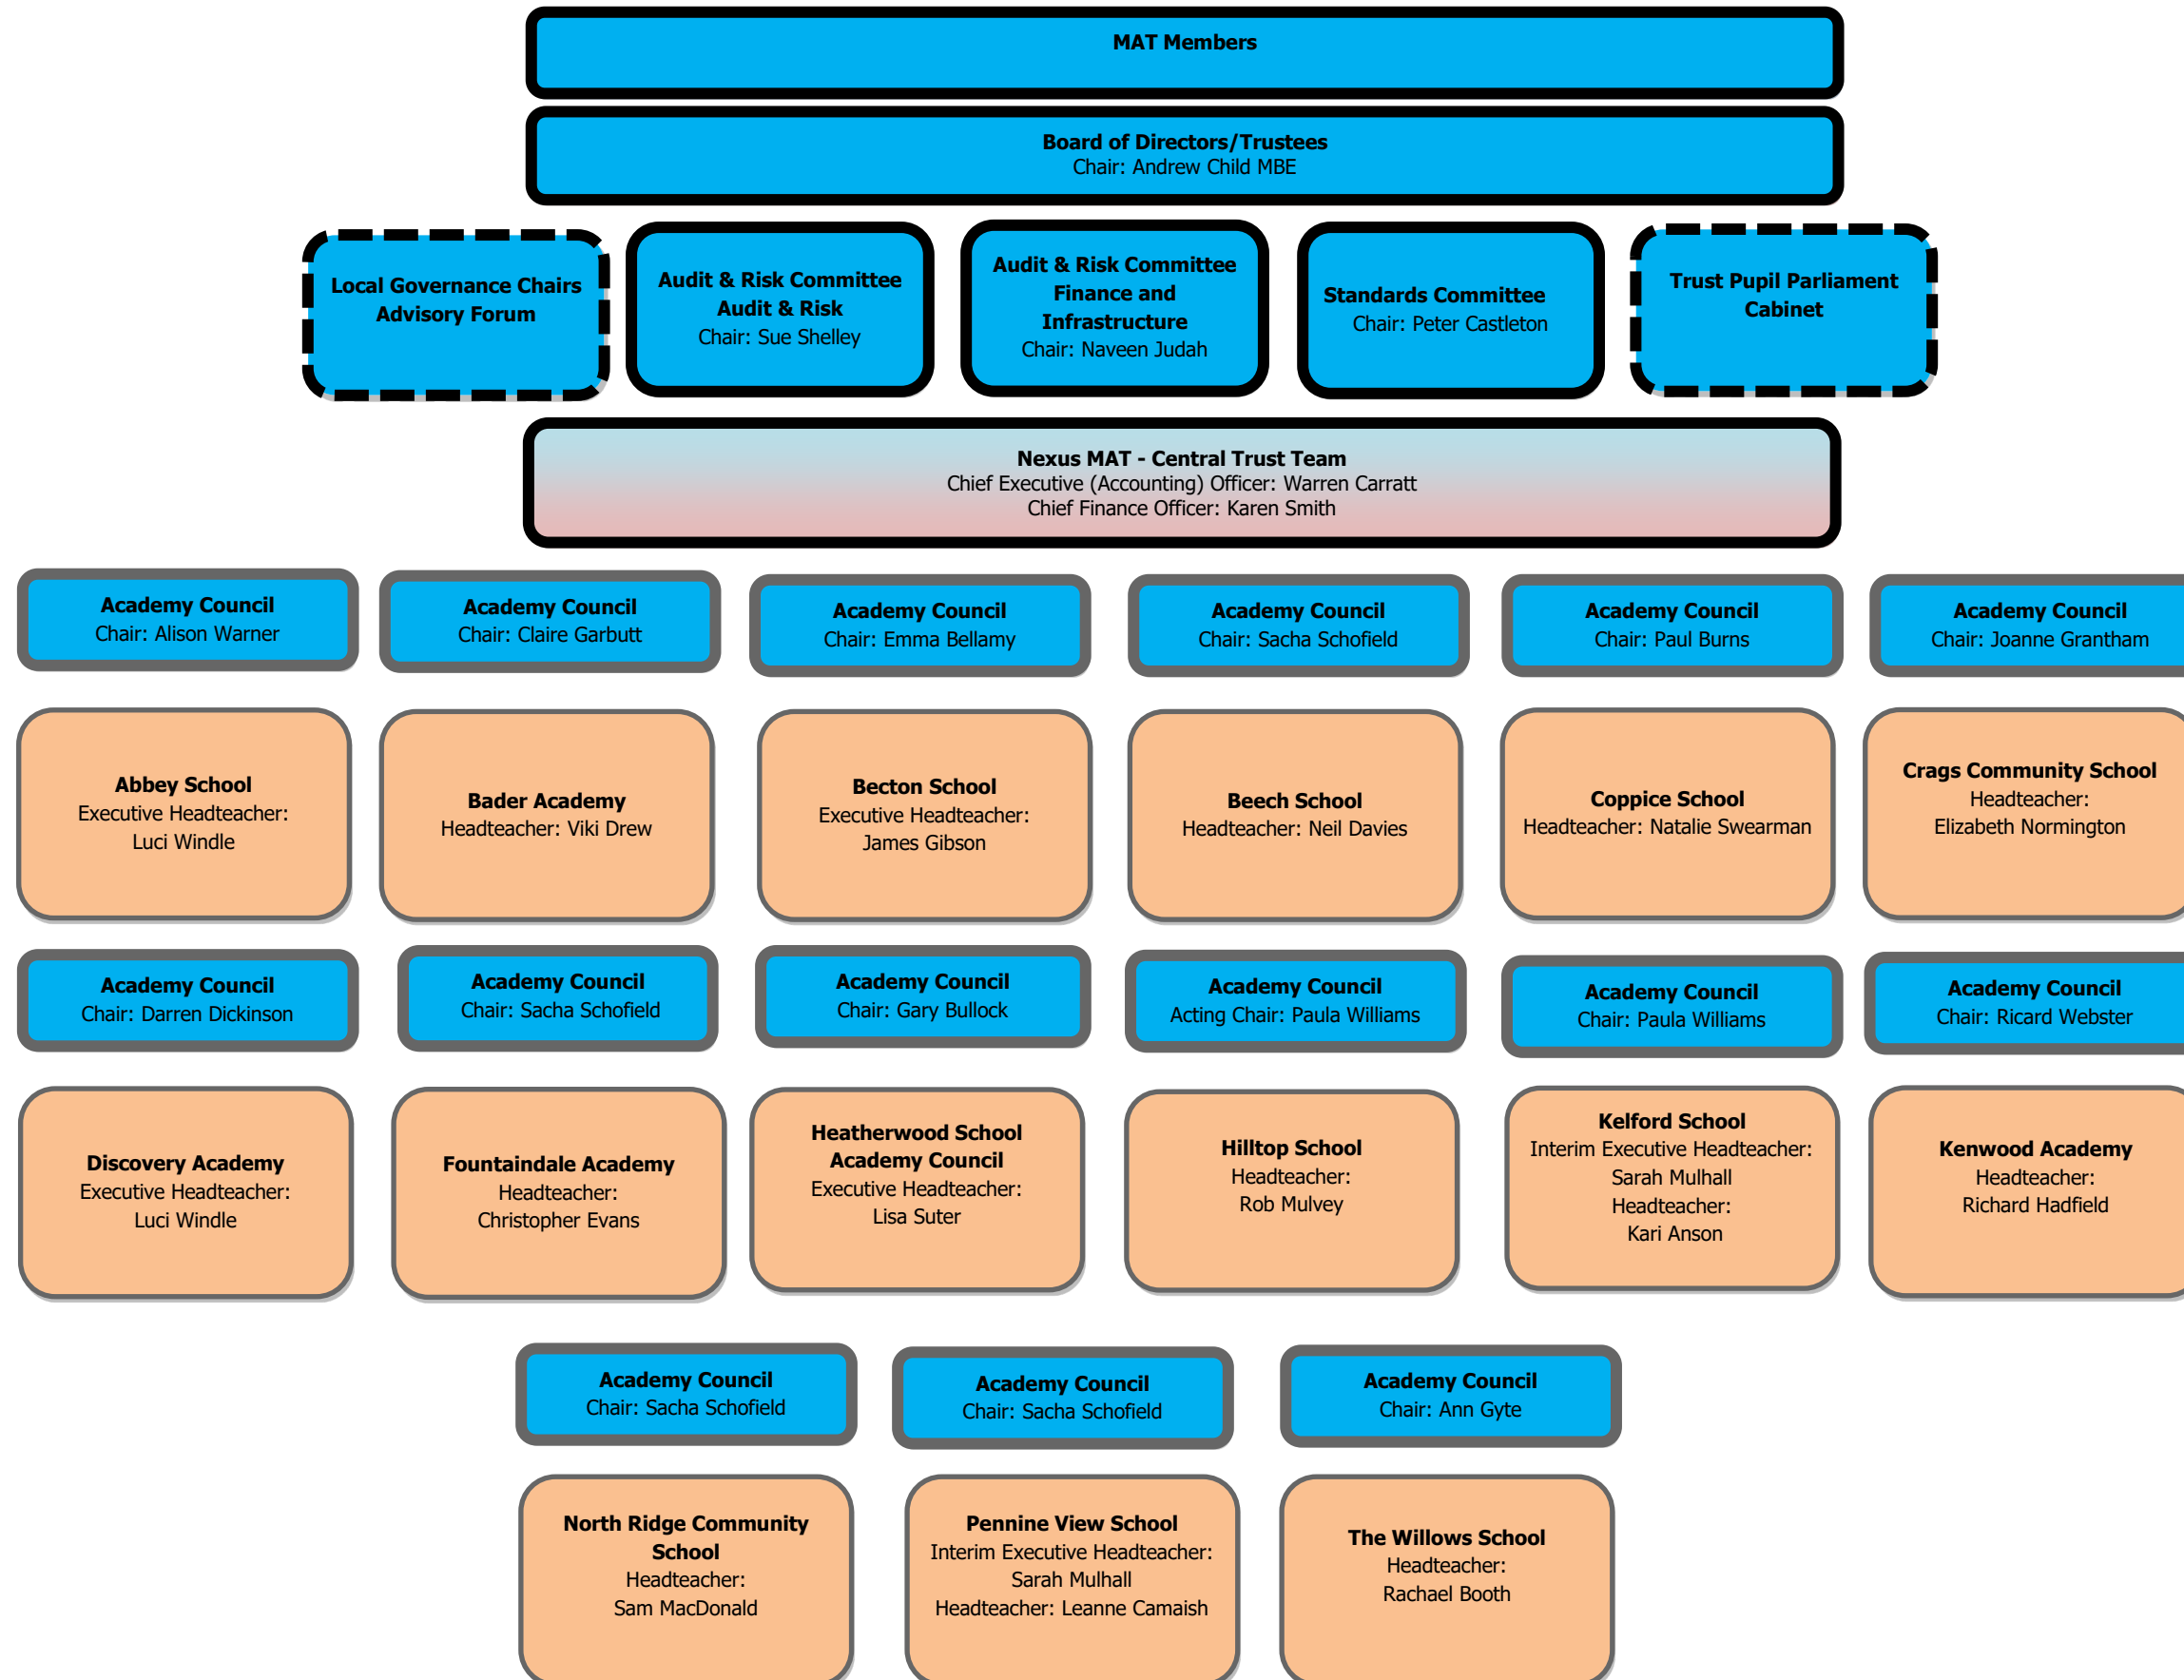 MAT Members
Board of Directors/Trustees
Chair: Andrew Child MBE
Local Governance Chairs
Advisory Forum
Audit & Risk Committee
Audit & Risk
Chair: Sue Shelley
Audit & Risk Committee
Finance and
Infrastructure
Chair: Naveen Judah
Standards Committee
Chair: Peter Castleton
Trust Pupil Parliament
Cabinet
Nexus MAT - Central Trust Team
Chief Executive (Accounting) Officer: Warren Carratt
Chief Finance Officer: Karen Smith
Academy Council
Chair: Alison Warner
Academy Council
Chair: Claire Garbutt
Academy Council
Chair: Emma Bellamy
Academy Council
Chair: Sacha Schofield
Academy Council
Chair: Paul Burns
Academy Council
Chair: Joanne Grantham
Abbey School
Executive Headteacher:
Luci Windle
Bader Academy
Headteacher: Viki Drew
Becton School
Executive Headteacher:
James Gibson
Beech School
Headteacher: Neil Davies
Coppice School
Headteacher: Natalie Swearman
Crags Community School
Headteacher:
Elizabeth Normington
Academy Council
Chair: Darren Dickinson
Academy Council
Chair: Sacha Schofield
Academy Council
Chair: Gary Bullock
Academy Council
Acting Chair: Paula Williams
Academy Council
Chair: Paula Williams
Academy Council
Chair: Ricard Webster
Discovery Academy
Executive Headteacher:
Luci Windle
Fountaindale Academy
Headteacher:
Christopher Evans
Heatherwood School
Academy Council
Executive Headteacher:
Lisa Suter
Hilltop School
Headteacher:
Rob Mulvey
Kelford School
Interim Executive Headteacher:
Sarah Mulhall
Headteacher:
Kari Anson
Kenwood Academy
Headteacher:
Richard Hadfield
Academy Council
Chair: Sacha Schofield
Academy Council
Chair: Sacha Schofield
Academy Council
Chair: Ann Gyte
North Ridge Community
School
Headteacher:
Sam MacDonald
Pennine View School
Interim Executive Headteacher:
Sarah Mulhall
Headteacher: Leanne Camaish
The Willows School
Headteacher:
Rachael Booth